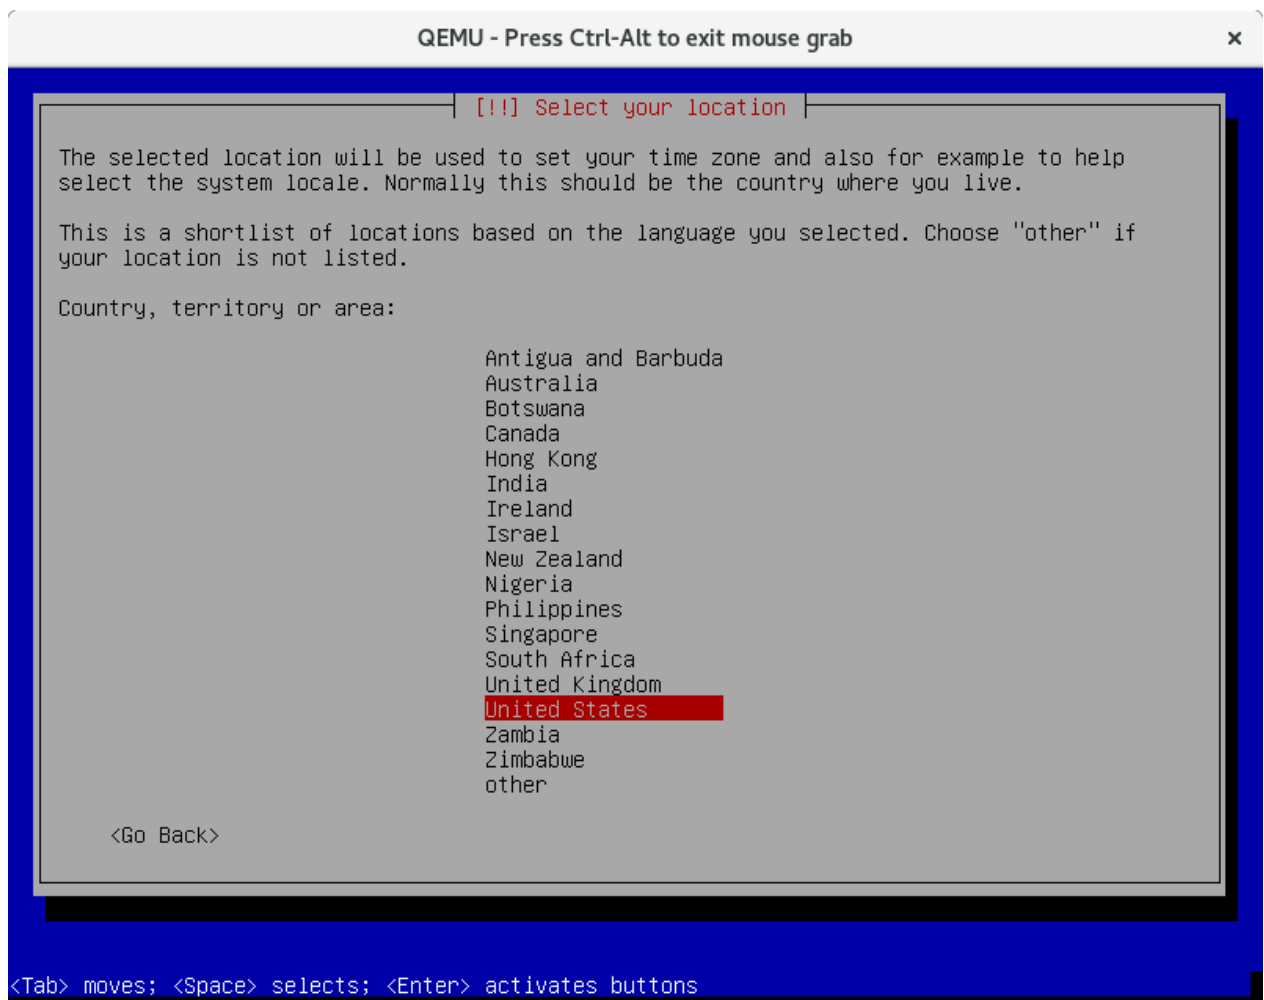 QEMU - Press Ctrl-Alt to exit mouse grab ×
[!!] Select your location
The selected location will be used to set your time zone and also for example to help
select the system locale. Normally this should be the country where you live.
This is a shortlist of locations based on the language you selected. Choose "other" if
your location is not listed.
Country, territory or area:
Antigua and Barbuda
Australia
Botswana
Canada
Hong Kong
India
Ireland
Israel
New Zealand
Nigeria
Philippines
Singapore
South Africa
United Kingdom
United States
Zambia
Zimbabwe
other
<Go Back>
<Tab> moves; <Space> selects; <Enter> activates buttons